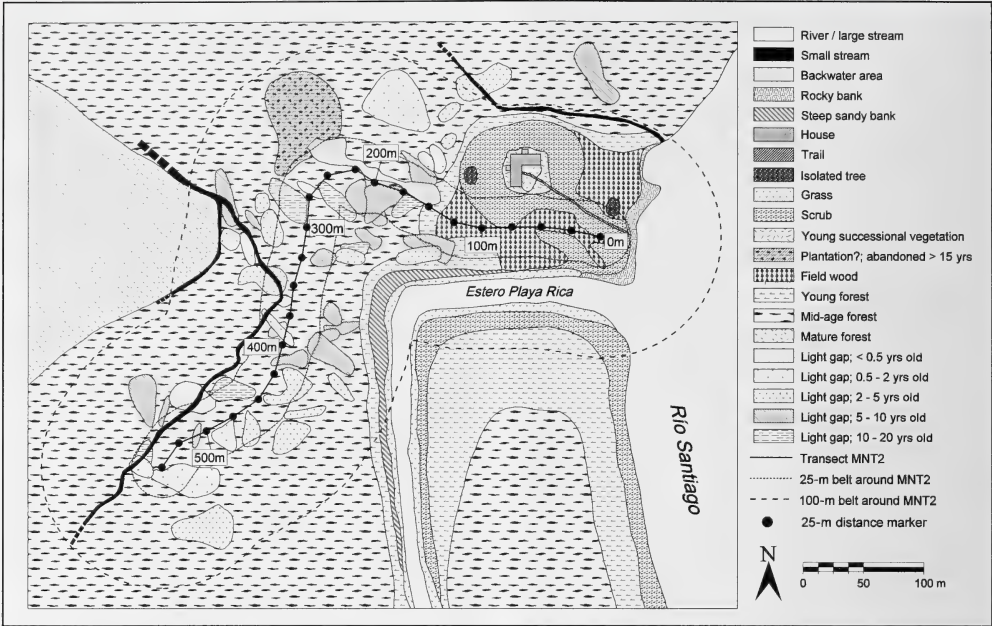 200m
300m
100m
0m
Estero Playa Rica
400m
500m
Río Santiago
River / large stream
Small stream
Backwater area
Rocky bank
Steep sandy bank
House
Trail
Isolated tree
Grass
Scrub
Young successional vegetation
Plantation?; abandoned > 15 yrs
Field wood
Young forest
Mid-age forest
Mature forest
Light gap; < 0.5 yrs old
Light gap; 0.5 - 2 yrs old
Light gap; 2 - 5 yrs old
Light gap; 5 - 10 yrs old
Light gap; 10 - 20 yrs old
Transect MNT2
25-m belt around MNT2
100-m belt around MNT2
25-m distance marker
N
0 50 100 m